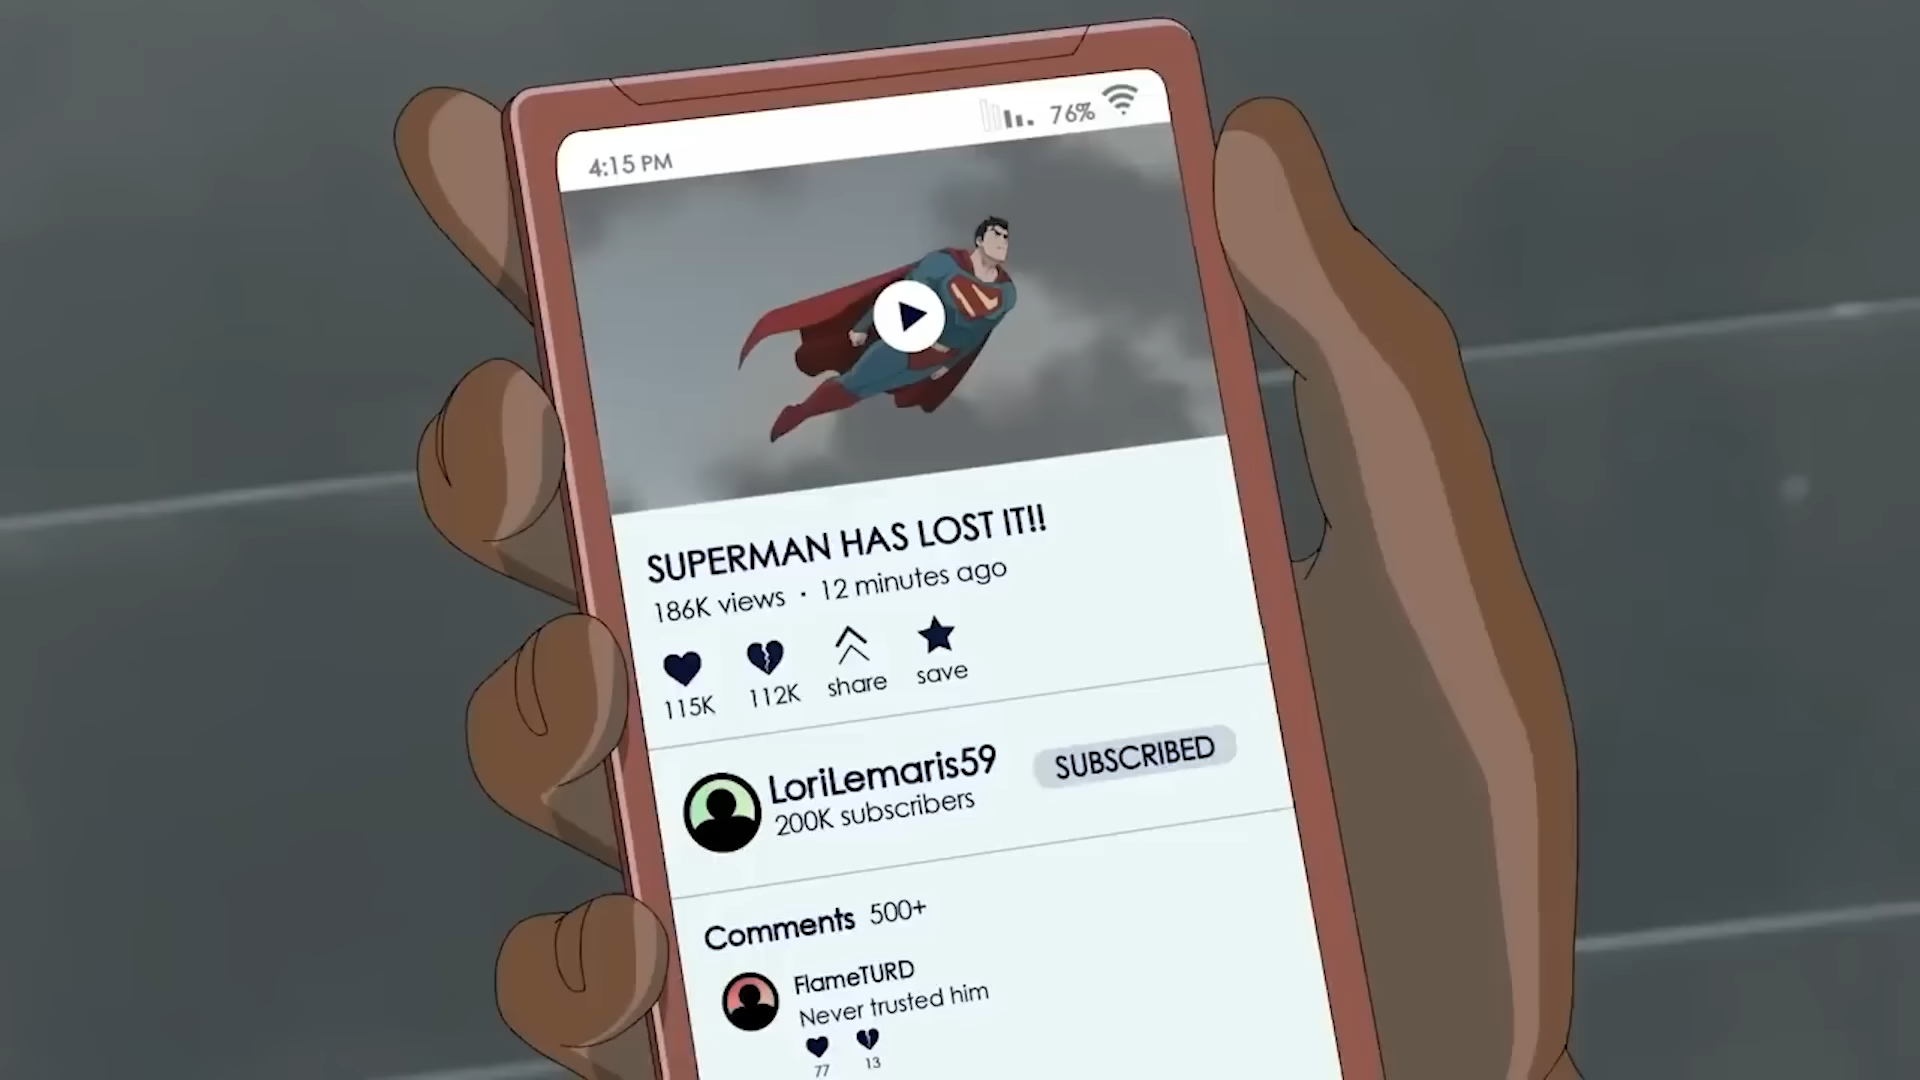 4:15 PM 76%
SUPERMAN HAS LOST IT!!
186K views · 12 minutes ago
115K 112K share save
LoriLemaris59 SUBSCRIBED
200K subscribers
Comments 500+
FlameTURD
Never trusted him
77 13